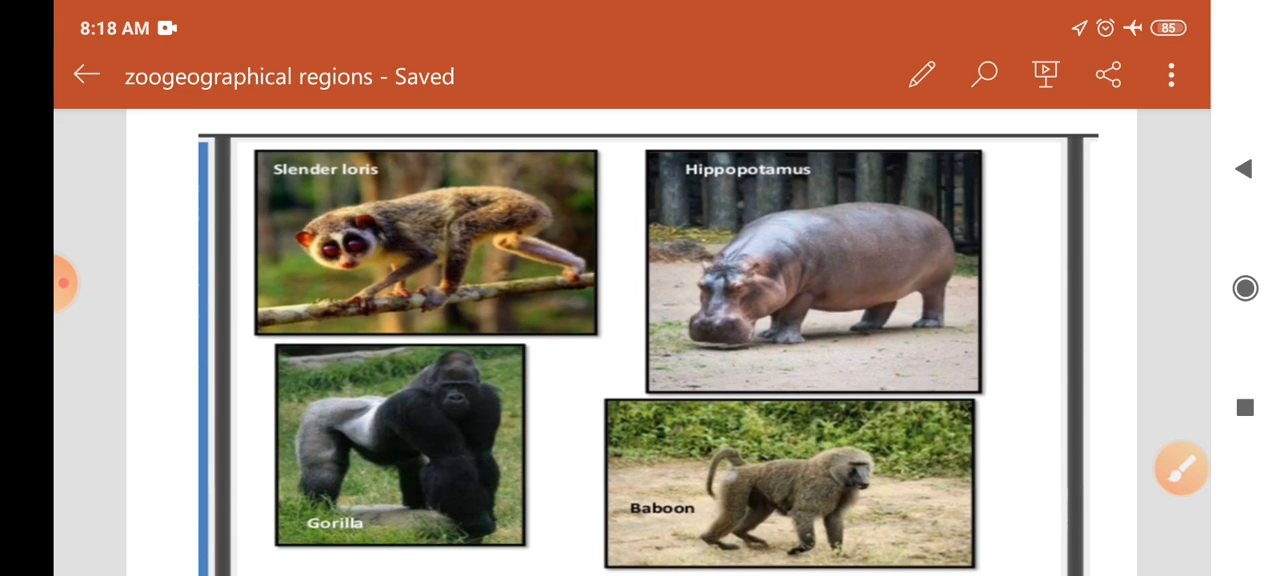 8:18 AM
85
zoogeographical regions - Saved
Slender loris
Hippopotamus
Gorilla
Baboon